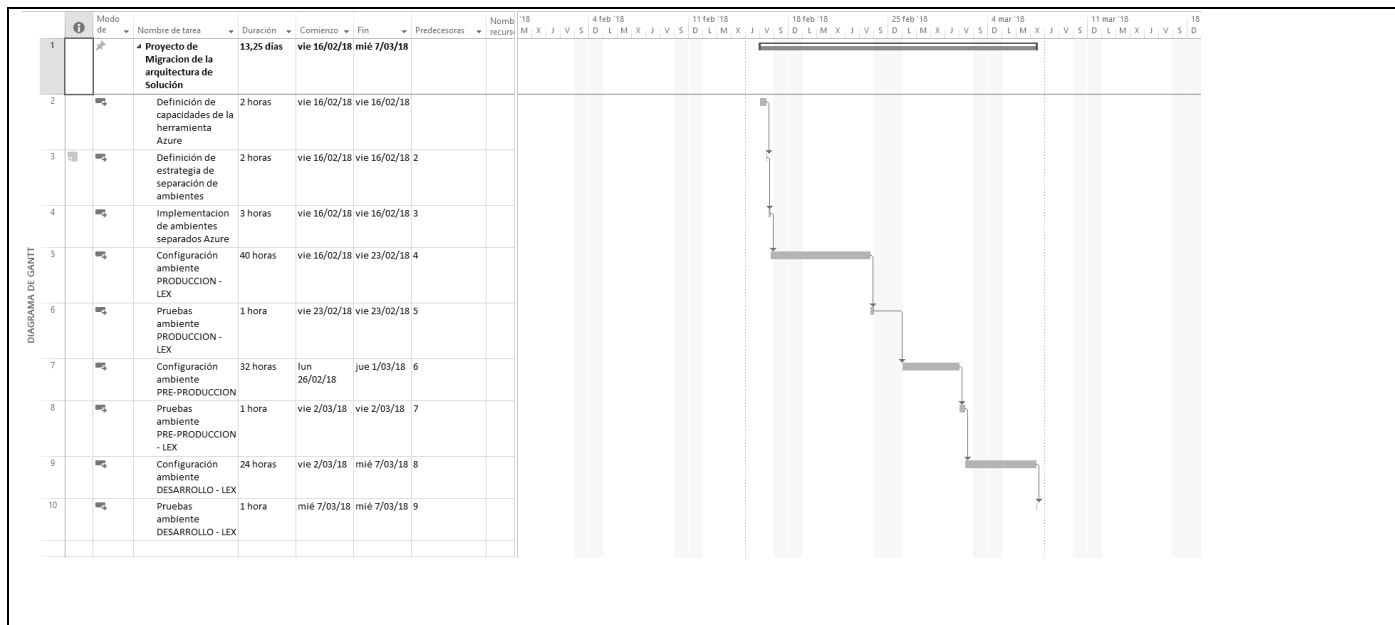 Modo de
Nombre de tarea
Duración
Comienzo
Fin
Predecesoras
Nomb
recurs
'18
4 feb '18
11 feb '18
18 feb '18
25 feb '18
4 mar '18
11 mar '18
18
M X J V S D L M X J V S D L M X J V S D L M X J V S D L M X J V S D L M X J V S D L M X J V S D
DIAGRAMA DE GANTT
1
Proyecto de
Migracion de la
arquitectura de
Solución
13,25 días
vie 16/02/18
mié 7/03/18
2
Definición de
capacidades de la
herramienta
Azure
2 horas
vie 16/02/18
vie 16/02/18
3
Definición de
estrategia de
separación de
ambientes
2 horas
vie 16/02/18
vie 16/02/18
2
4
Implementacion
de ambientes
separados Azure
3 horas
vie 16/02/18
vie 16/02/18
3
5
Configuración
ambiente
PRODUCCION -
LEX
40 horas
vie 16/02/18
vie 23/02/18
4
6
Pruebas
ambiente
PRODUCCION -
LEX
1 hora
vie 23/02/18
vie 23/02/18
5
7
Configuración
ambiente
PRE-PRODUCCION
32 horas
lun
26/02/18
jue 1/03/18
6
8
Pruebas
ambiente
PRE-PRODUCCION
- LEX
1 hora
vie 2/03/18
vie 2/03/18
7
9
Configuración
ambiente
DESARROLLO - LEX
24 horas
vie 2/03/18
mié 7/03/18
8
10
Pruebas
ambiente
DESARROLLO - LEX
1 hora
mié 7/03/18
mié 7/03/18
9